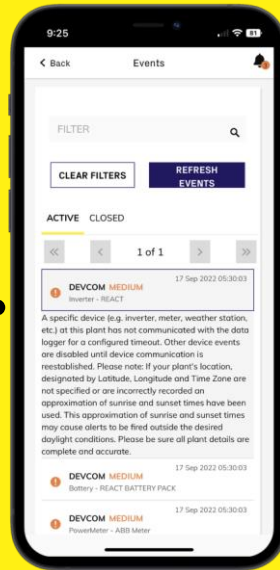 9:25
81
Back
Events
FILTER
CLEAR FILTERS
REFRESH
EVENTS
ACTIVE CLOSED
« < 1 of 1 > »
17 Sep 2022 05:30:03
DEVCOM MEDIUM
Inverter - REACT
A specific device (e.g. inverter, meter, weather station,
etc.) at this plant has not communicated with the data
logger for a configured timeout. Other device events
are disabled until device communication is
reestablished. Please note: If your plant's location,
designated by Latitude, Longitude and Time Zone are
not specified or are incorrectly recorded an
approximation of sunrise and sunset times have been
used. This approximation of sunrise and sunset times
may cause alerts to be fired outside the desired
daylight conditions. Please be sure all plant details are
complete and accurate.
17 Sep 2022 05:30:03
DEVCOM MEDIUM
Battery - REACT BATTERY PACK
17 Sep 2022 05:30:03
DEVCOM MEDIUM
PowerMeter - ABB Meter